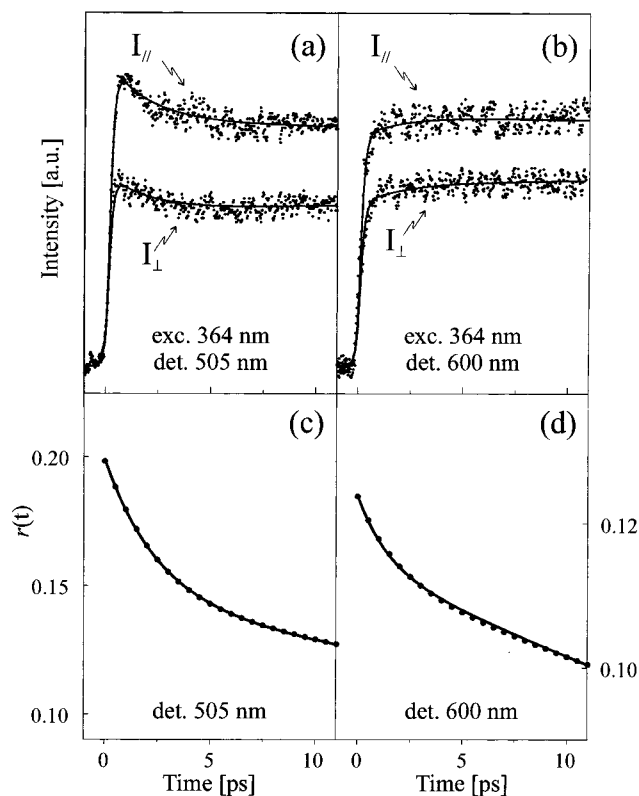 (a)
I//
I⊥
exc. 364 nm
det. 505 nm
(b)
I//
I⊥
exc. 364 nm
det. 600 nm
Intensity [a.u.]
(c)
0.20
0.15
0.10
r(t)
det. 505 nm
0 5 10
Time [ps]
(d)
0.12
0.10
det. 600 nm
0 5 10
Time [ps]